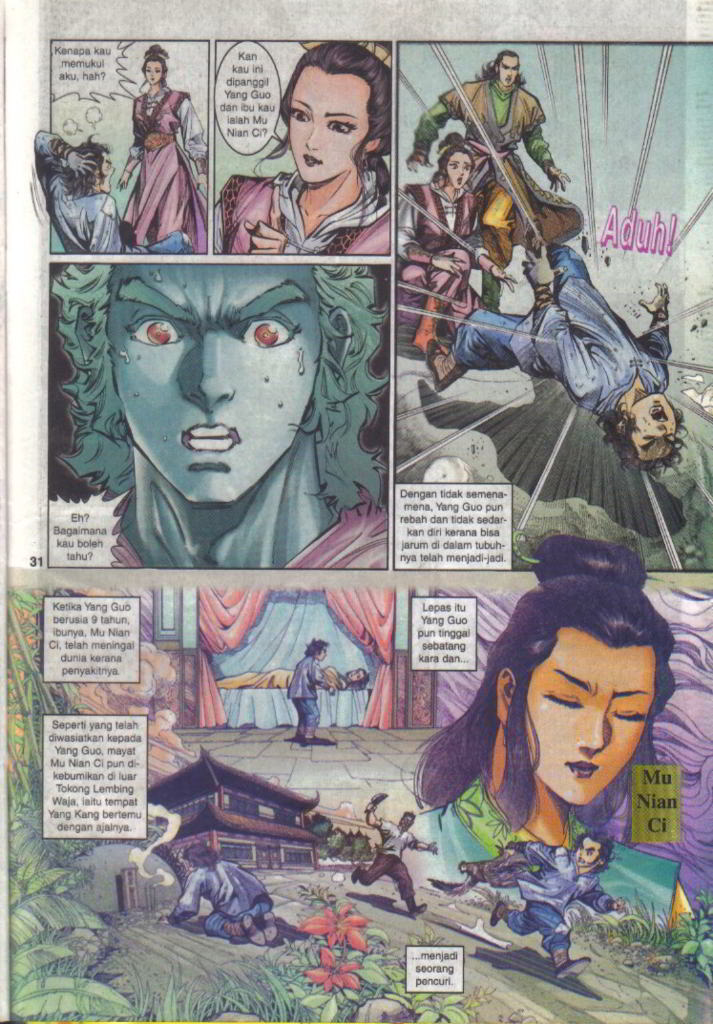 Kenapa kau
memukul
aku, hah?
Kan
kau ini
dipanggil
Yang Guo
dan ibu kau
ialah Mu
Nian Ci?
Aduh!
Eh?
Bagaimana
kau boleh
tahu?
Dengan tidak semena-
mena, Yang Guo pun
rebah dan tidak sedar-
kan diri kerana bisa
jarum di dalam tubuh-
nya telah menjadi-jadi.
31
Ketika Yang Guo
berusia 9 tahun,
ibunya, Mu Nian
Ci, telah meningal
dunia kerana
penyakitnya.
Lepas itu
Yang Guo
pun tinggal
sebatang
kara dan...
Seperti yang telah
diwasiatkan kepada
Yang Guo, mayat
Mu Nian Ci pun di-
kebumikan di luar
Tokong Lembing
Waja, iaitu tempat
Yang Kang bertemu
dengan ajalnya.
Mu
Nian
Ci
...menjadi
seorang
pencuri.